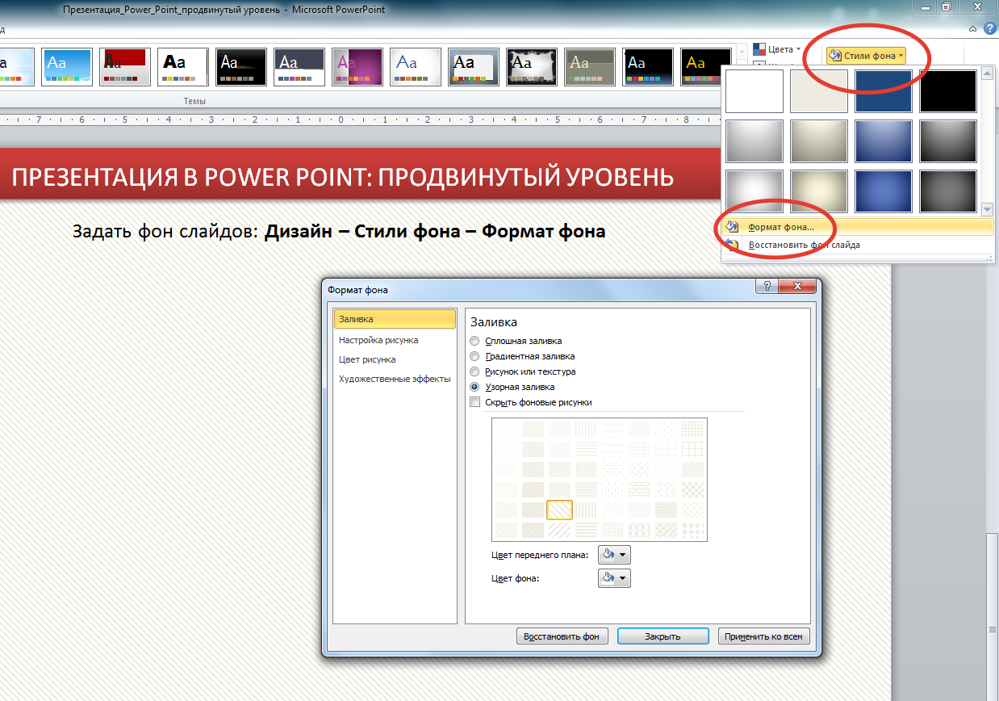 Презентация_Power_Point_продвинутый уровень - Microsoft PowerPoint
д
а Aa Aa Aa Aa Aa Aa Aa Aa Aa Aa Aa Aa
Цвета
Стили фона
Темы
7 6 5 4 3 2 1 0 1 2 3 4 5 6 7 8
ПРЕЗЕНТАЦИЯ В POWER POINT: ПРОДВИНУТЫЙ УРОВЕНЬ
Задать фон слайдов: Дизайн – Стили фона – Формат фона
Формат фона...
Восстановить фон слайда
Формат фона
Заливка
Настройка рисунка
Цвет рисунка
Художественные эффекты
Заливка
Сплошная заливка
Градиентная заливка
Рисунок или текстура
Узорная заливка
Скрыть фоновые рисунки
Цвет переднего плана:
Цвет фона:
Восстановить фон
Закрыть
Применить ко всем